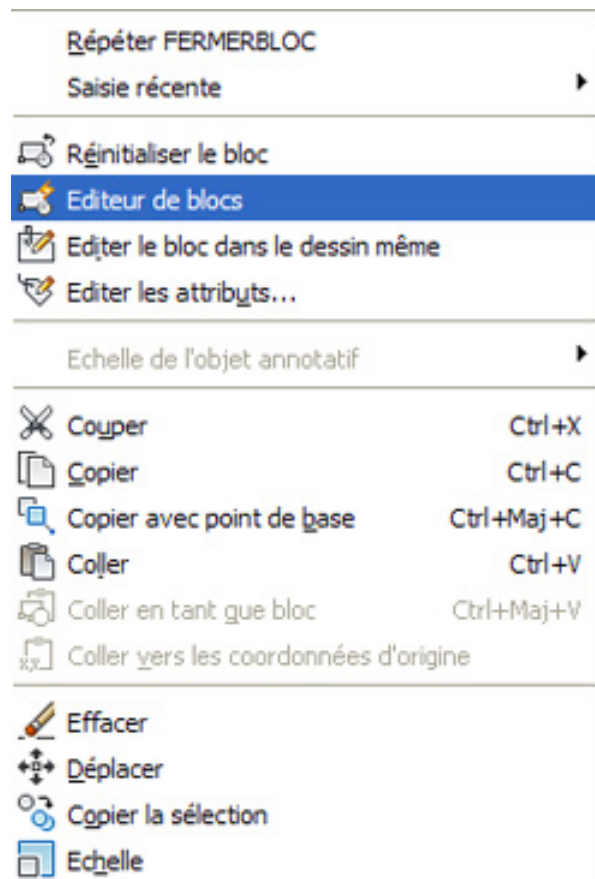 Répéter FERMERBLOC
Saisie récente
Réinitialiser le bloc
Editeur de blocs
Editer le bloc dans le dessin même
Editer les attributs...
Echelle de l'objet annotatif
Couper Ctrl+X
Copier Ctrl+C
Copier avec point de base Ctrl+Maj+C
Coller Ctrl+V
Coller en tant que bloc Ctrl+Maj+V
Coller vers les coordonnées d'origine
Effacer
Déplacer
Copier la sélection
Echelle